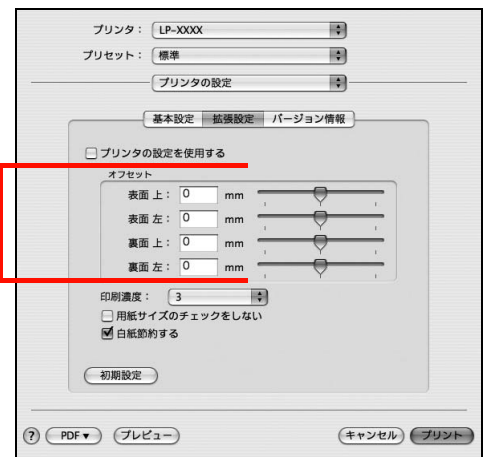 プリンタ： LP-XXXX
プリセット： 標準
プリンタの設定
基本設定 拡張設定 バージョン情報
プリンタの設定を使用する
オフセット
表面 上： 0 mm
表面 左： 0 mm
裏面 上： 0 mm
裏面 左： 0 mm
印刷濃度： 3
用紙サイズのチェックをしない
白紙節約する
初期設定
? PDF▼ プレビュー キャンセル プリント